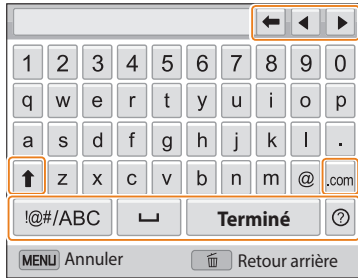 1 2 3 4 5 6 7 8 9 0
q w e r t y u i o p
a s d f g h j k l .
z x c v b n m @ .com
!@#/ABC Terminé ?
MENU Annuler Retour arrière